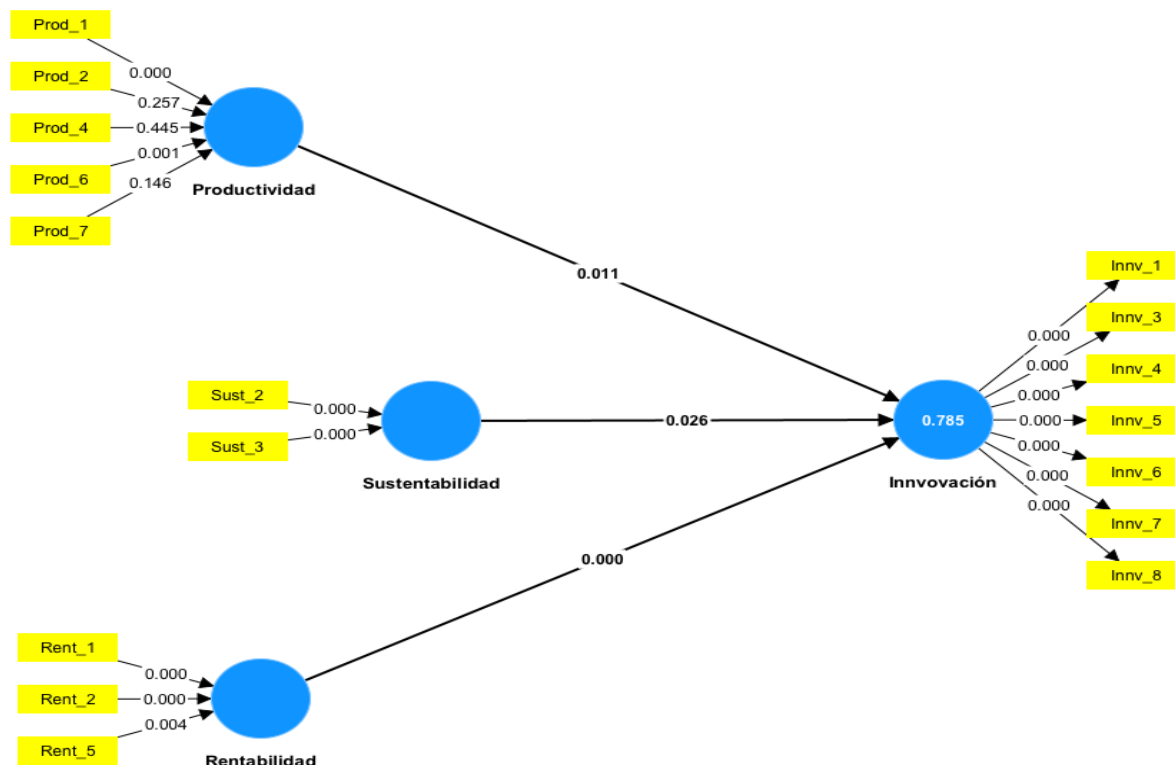 Prod_1
Prod_2
Prod_4
Prod_6
Prod_7
0.000
0.257
0.445
0.001
0.146
Productividad
0.011
Sust_2
Sust_3
0.000
0.000
Sustentabilidad
0.026
Rent_1
Rent_2
Rent_5
0.000
0.000
0.004
Rentabilidad
0.000
0.785
Innvovación
0.000
0.000
0.000
0.000
0.000
0.000
0.000
Innv_1
Innv_3
Innv_4
Innv_5
Innv_6
Innv_7
Innv_8